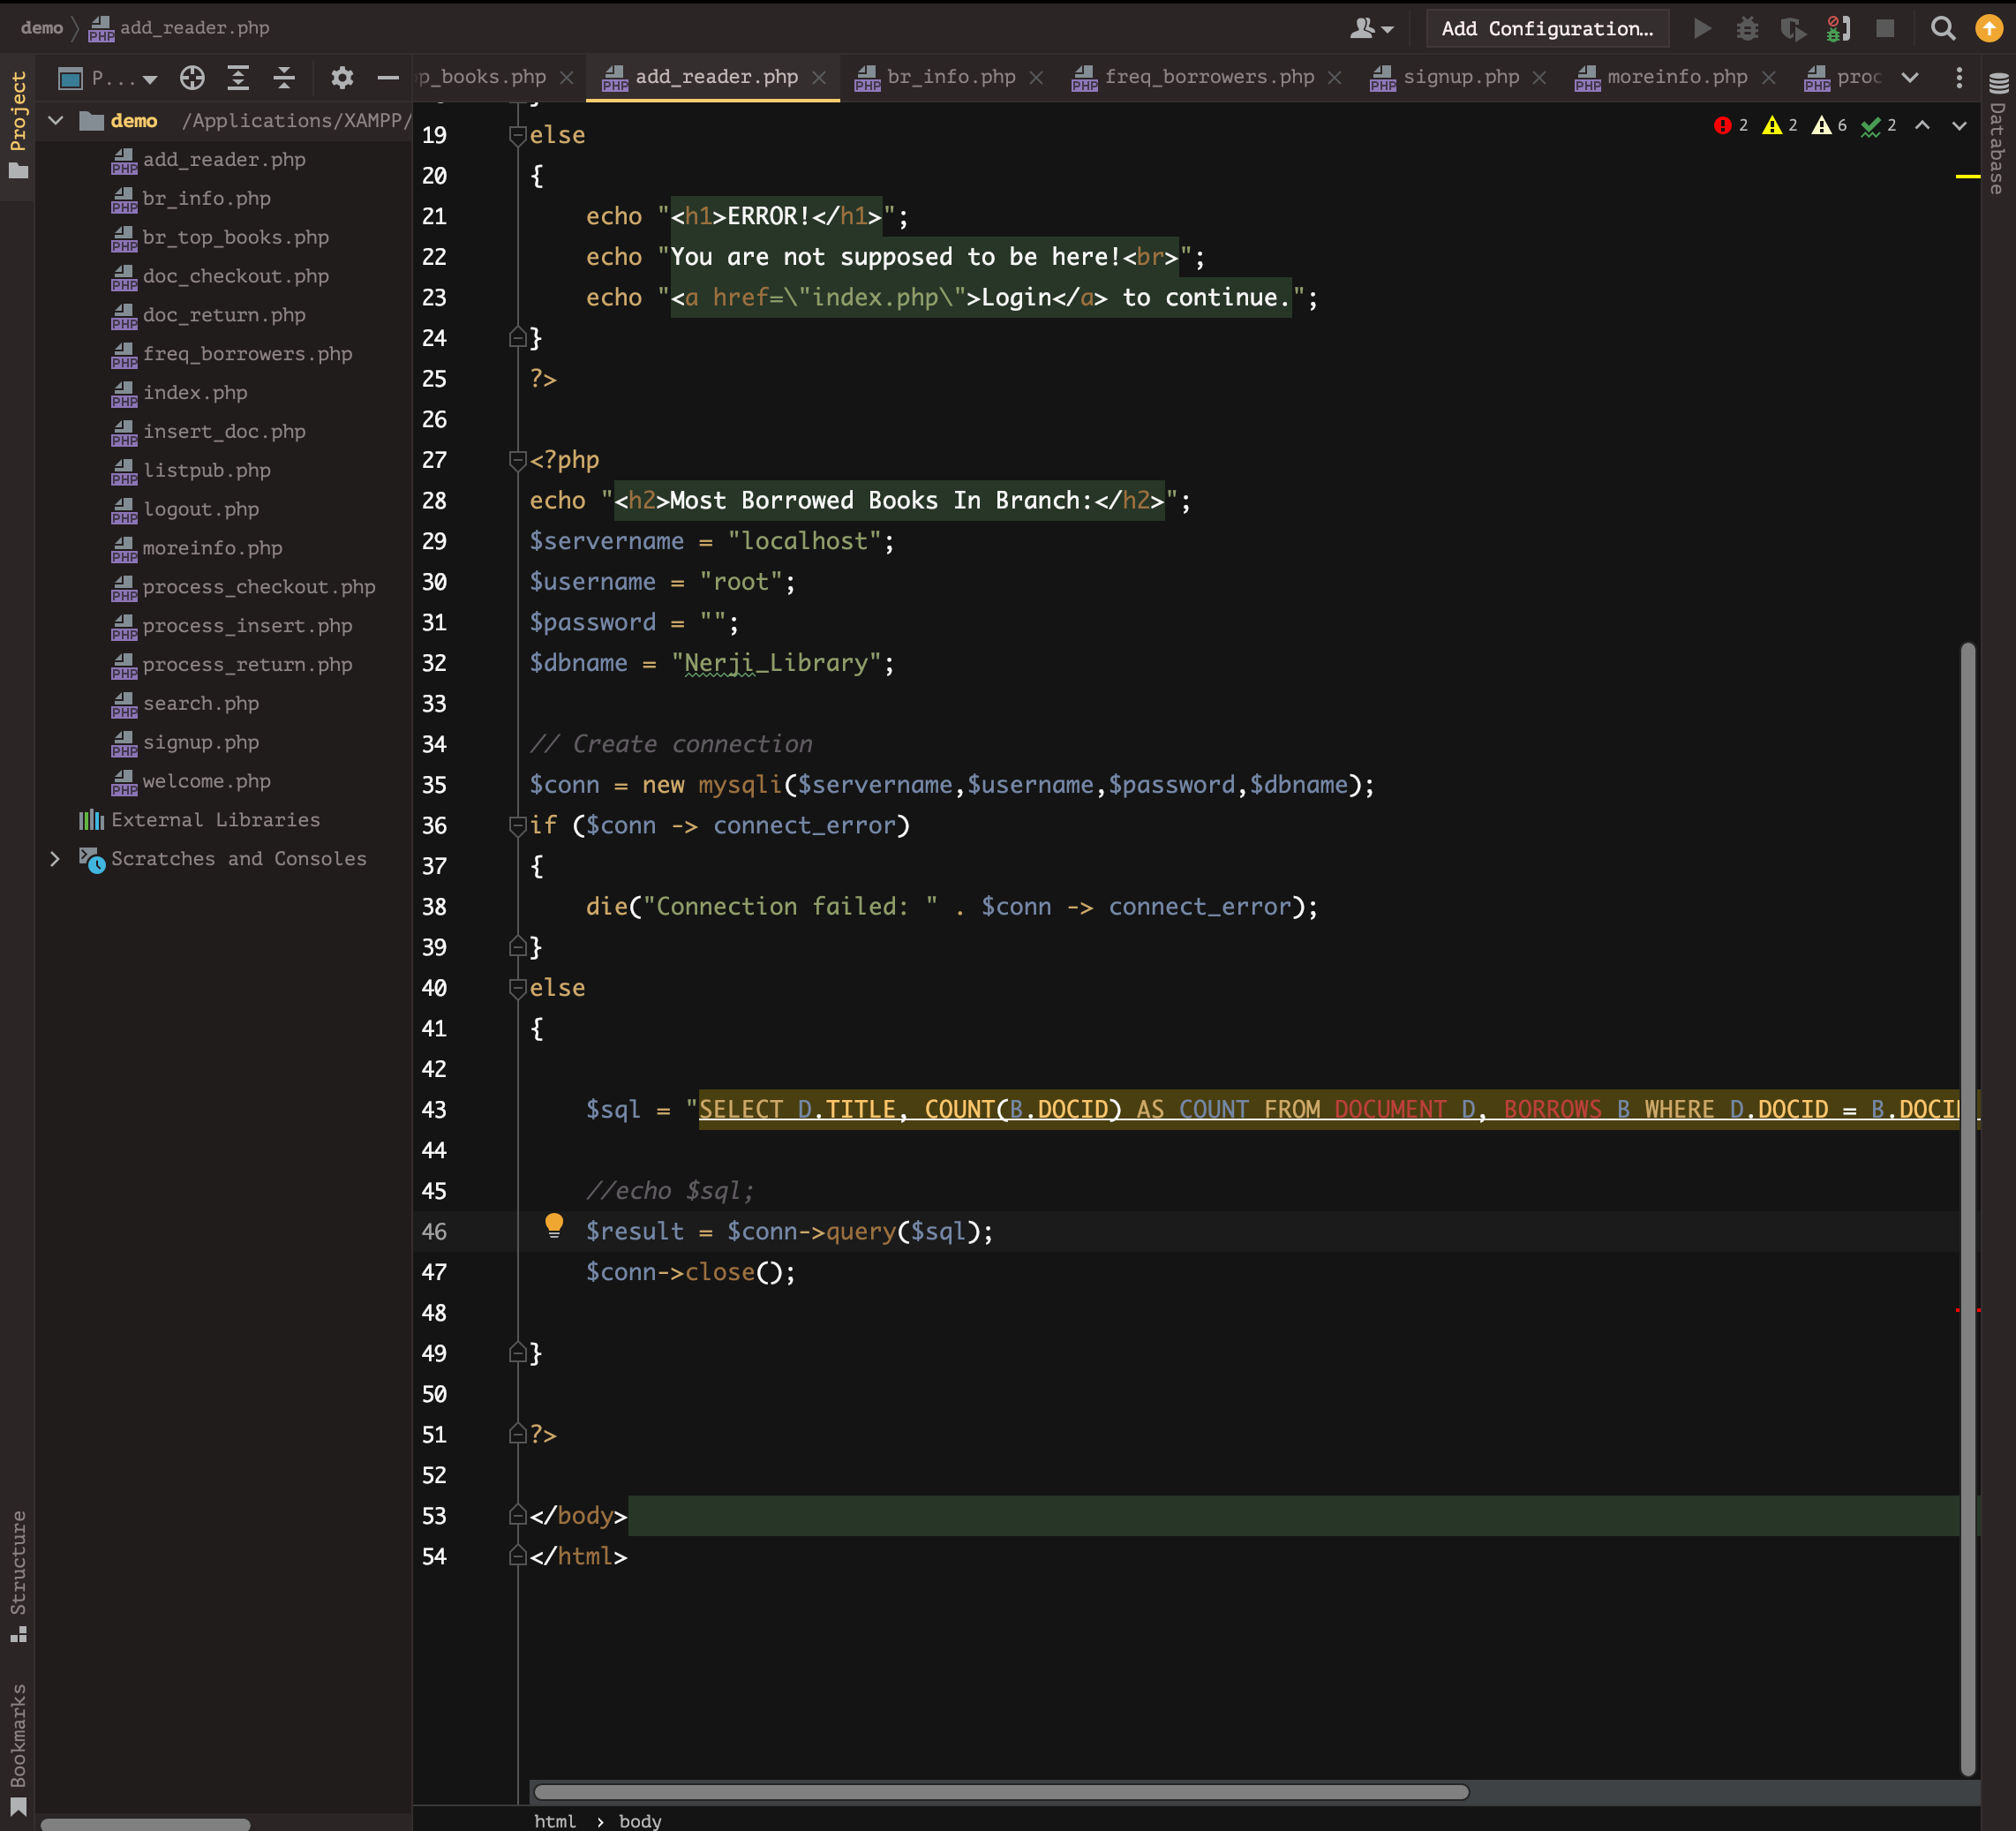 demo add_reader.php Add Configuration...
Project P... p_books.php add_reader.php br_info.php freq_borrowers.php signup.php moreinfo.php proc
demo /Applications/XAMPP/
add_reader.php
br_info.php
br_top_books.php
doc_checkout.php
doc_return.php
freq_borrowers.php
index.php
insert_doc.php
listpub.php
logout.php
moreinfo.php
process_checkout.php
process_insert.php
process_return.php
search.php
signup.php
welcome.php
External Libraries
Scratches and Consoles
Structure
Bookmarks
2 2 6 2
Database
19 else
20 {
21 echo "<h1>ERROR!</h1>";
22 echo "You are not supposed to be here!<br>";
23 echo "<a href=\"index.php\">Login</a> to continue.";
24 }
25 ?>
26
27 <?php
28 echo "<h2>Most Borrowed Books In Branch:</h2>";
29 $servername = "localhost";
30 $username = "root";
31 $password = "";
32 $dbname = "Nerji_Library";
33
34 // Create connection
35 $conn = new mysqli($servername,$username,$password,$dbname);
36 if ($conn -> connect_error)
37 {
38 die("Connection failed: " . $conn -> connect_error);
39 }
40 else
41 {
42
43 $sql = "SELECT D.TITLE, COUNT(B.DOCID) AS COUNT FROM DOCUMENT D, BORROWS B WHERE D.DOCID = B.DOCI
44
45 //echo $sql;
46 $result = $conn->query($sql);
47 $conn->close();
48
49 }
50
51 ?>
52
53 </body>
54 </html>
html › body